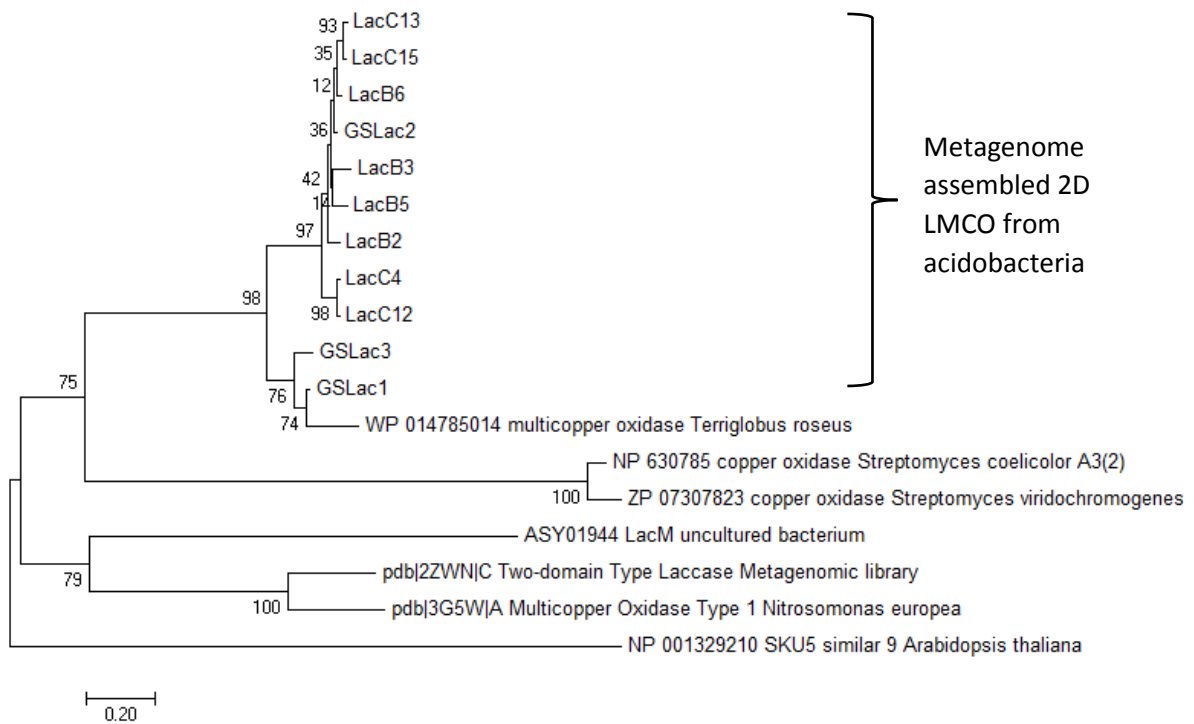 93
LacC13
35
LacC15
12
LacB6
36
GSLac2
42
LacB3
14
LacB5
97
LacB2
LacC4
98
98
LacC12
GSLac3
75
76
GSLac1
74
WP 014785014 multicopper oxidase Terriglobus roseus
NP 630785 copper oxidase Streptomyces coelicolor A3(2)
100
ZP 07307823 copper oxidase Streptomyces viridochromogenes
ASY01944 LacM uncultured bacterium
79
pdb|2ZWN|C Two-domain Type Laccase Metagenomic library
100
pdb|3G5W|A Multicopper Oxidase Type 1 Nitrosomonas europea
NP 001329210 SKU5 similar 9 Arabidopsis thaliana
0.20
Metagenome
assembled 2D
LMCO from
acidobacteria